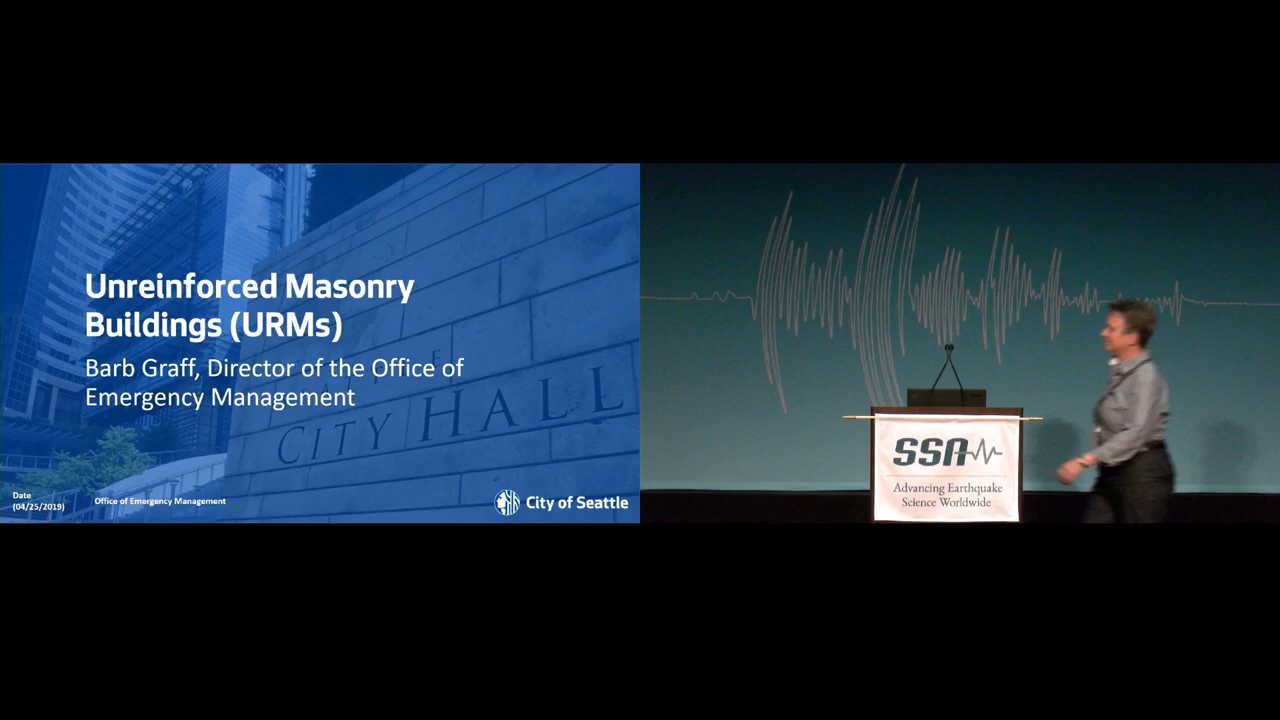 Unreinforced Masonry
Buildings (URMs)
Barb Graff, Director of the Office of
Emergency Management
CITY HALL
Date
(04/25/2019)
Office of Emergency Management
City of Seattle
SSA
Advancing Earthquake
Science Worldwide